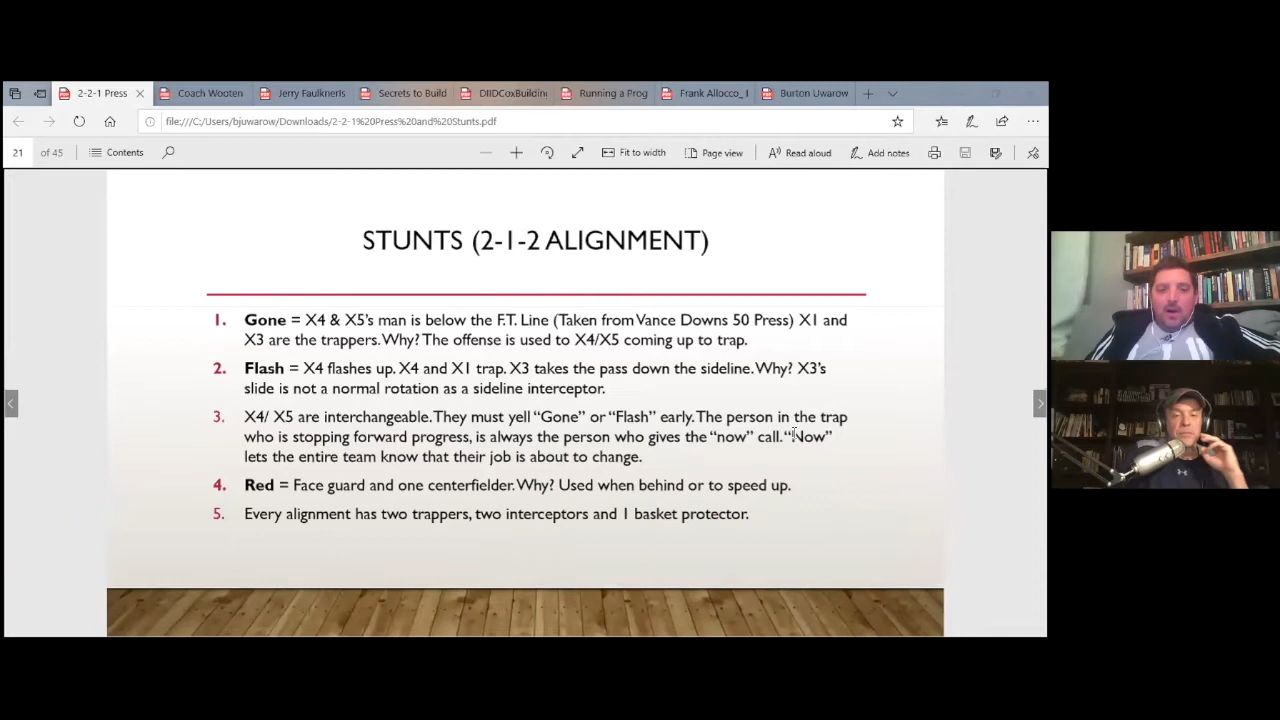 2-2-1 Press
Coach Wooten
Jerry Faulkneris
Secrets to Build
DIIDCoxBuilding
Running a Prog
Frank Allocco_I
Burton Uwarow
file:///C:/Users/bjuwarow/Downloads/2-2-1%20Press%20and%20Stunts.pdf
21 of 45
Contents
Fit to width
Page view
Read aloud
Add notes
STUNTS (2-1-2 ALIGNMENT)
1. Gone = X4 & X5's man is below the F.T. Line (Taken from Vance Downs 50 Press) X1 and
X3 are the trappers. Why? The offense is used to X4/X5 coming up to trap.
2. Flash = X4 flashes up. X4 and X1 trap. X3 takes the pass down the sideline. Why? X3's
slide is not a normal rotation as a sideline interceptor.
3. X4/ X5 are interchangeable. They must yell “Gone” or “Flash” early. The person in the trap
who is stopping forward progress, is always the person who gives the “now” call. “Now”
lets the entire team know that their job is about to change.
4. Red = Face guard and one centerfielder. Why? Used when behind or to speed up.
5. Every alignment has two trappers, two interceptors and 1 basket protector.